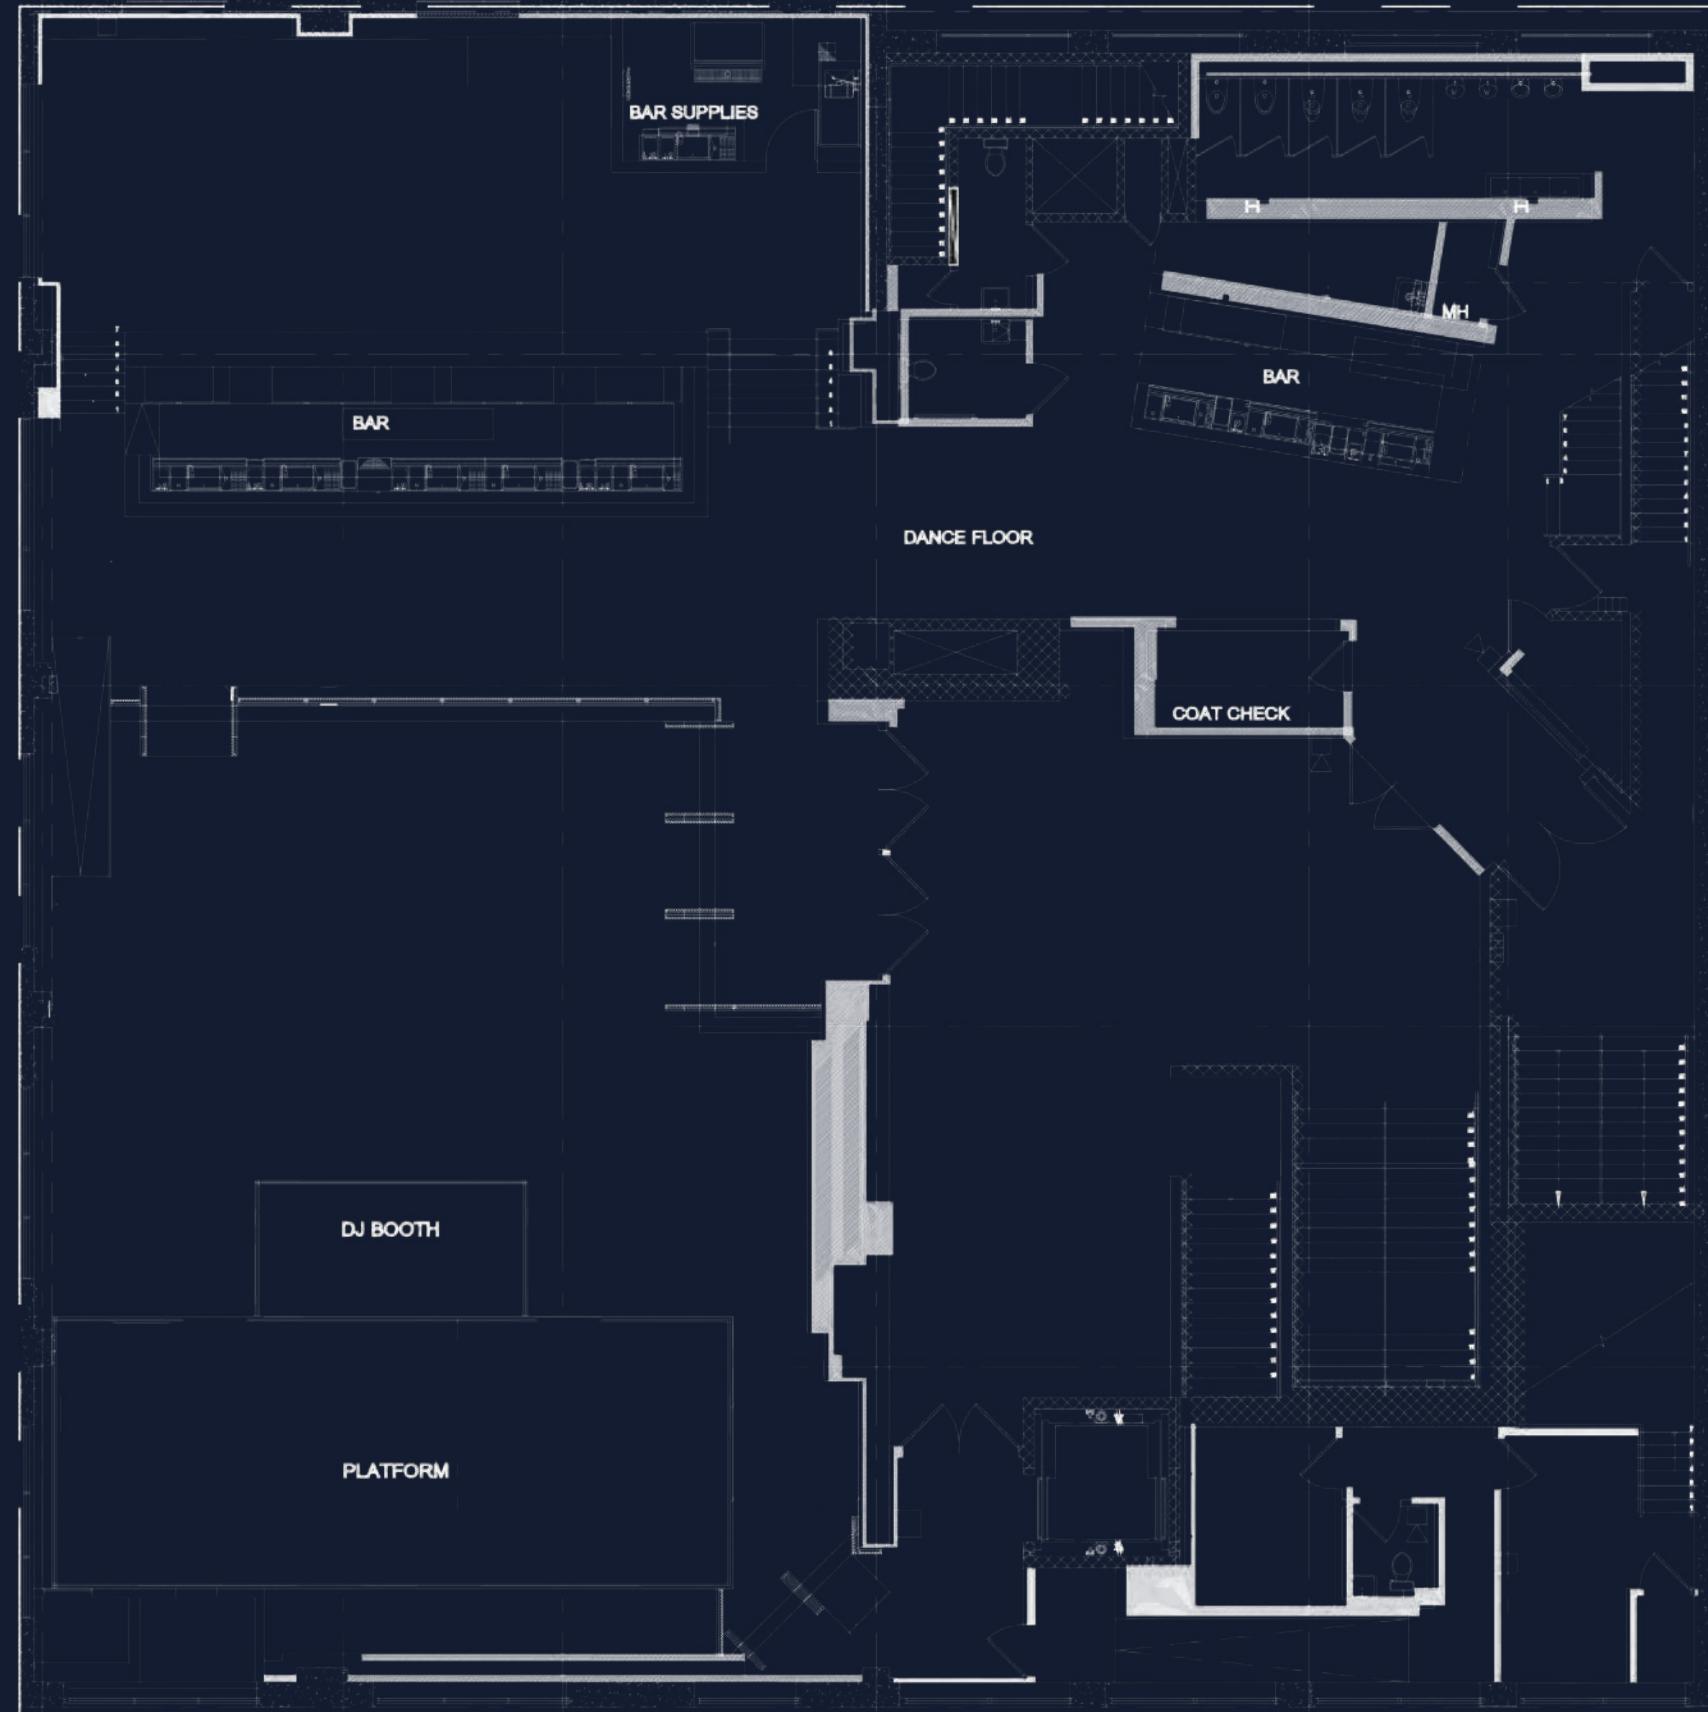 BAR SUPPLIES
H
H
MH
BAR
BAR
DANCE FLOOR
COAT CHECK
DJ BOOTH
PLATFORM